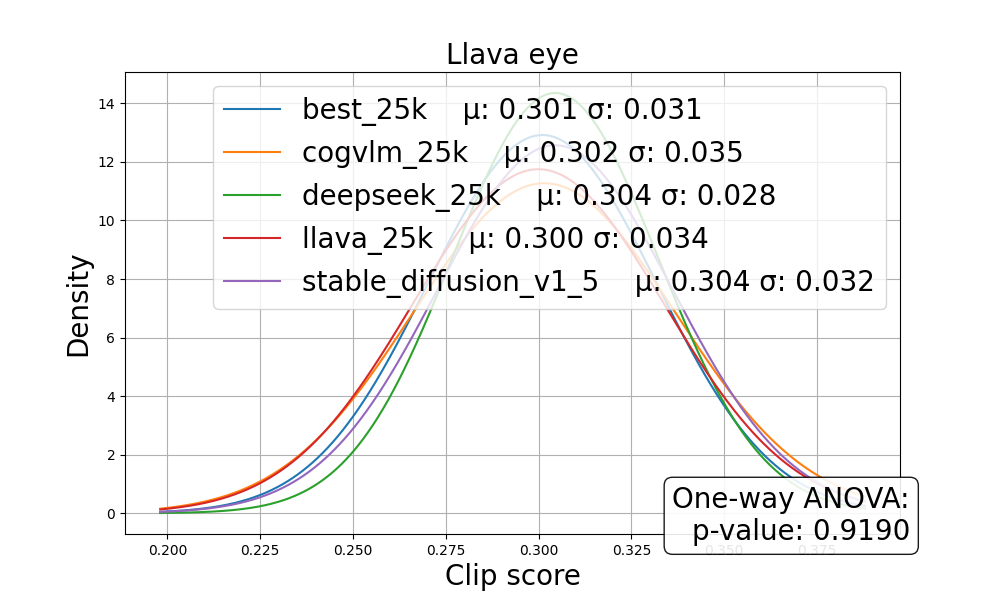 Llava eye
best_25k μ: 0.301 σ: 0.031
cogvlm_25k μ: 0.302 σ: 0.035
deepseek_25k μ: 0.304 σ: 0.028
llava_25k μ: 0.300 σ: 0.034
stable_diffusion_v1_5 μ: 0.304 σ: 0.032
Density
14
12
10
8
6
4
2
0
One-way ANOVA:
p-value: 0.9190
0.200 0.225 0.250 0.275 0.300 0.325 0.350 0.375
Clip score